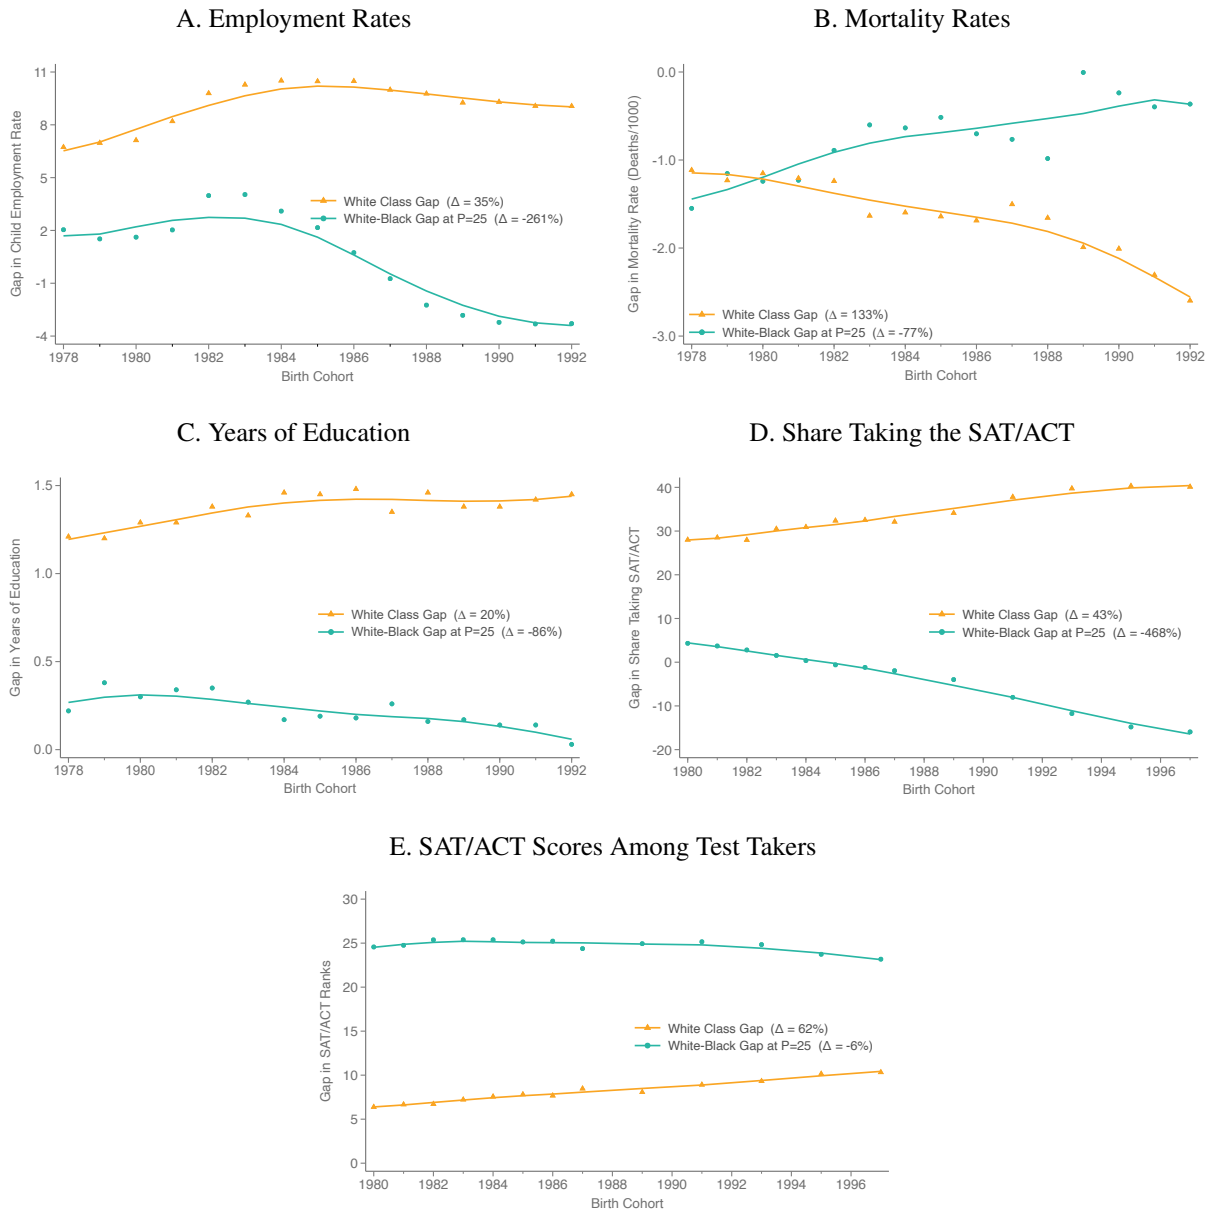 A. Employment Rates
Gap in Child Employment Rate
11
8
5
2
-1
-4
White Class Gap (Δ = 35%)
White-Black Gap at P=25 (Δ = -261%)
1978 1980 1982 1984 1986 1988 1990 1992
Birth Cohort
B. Mortality Rates
Gap in Mortality Rate (Deaths/1000)
0.0
-1.0
-2.0
-3.0
White Class Gap (Δ = 133%)
White-Black Gap at P=25 (Δ = -77%)
1978 1980 1982 1984 1986 1988 1990 1992
Birth Cohort
C. Years of Education
Gap in Years of Education
1.5
1.0
0.5
0.0
White Class Gap (Δ = 20%)
White-Black Gap at P=25 (Δ = -86%)
1978 1980 1982 1984 1986 1988 1990 1992
Birth Cohort
D. Share Taking the SAT/ACT
Gap in Share Taking SAT/ACT
40
30
20
10
0
-10
-20
White Class Gap (Δ = 43%)
White-Black Gap at P=25 (Δ = -468%)
1980 1982 1984 1986 1988 1990 1992 1994 1996
Birth Cohort
E. SAT/ACT Scores Among Test Takers
Gap in SAT/ACT Ranks
30
25
20
15
10
5
0
White Class Gap (Δ = 62%)
White-Black Gap at P=25 (Δ = -6%)
1980 1982 1984 1986 1988 1990 1992 1994 1996
Birth Cohort